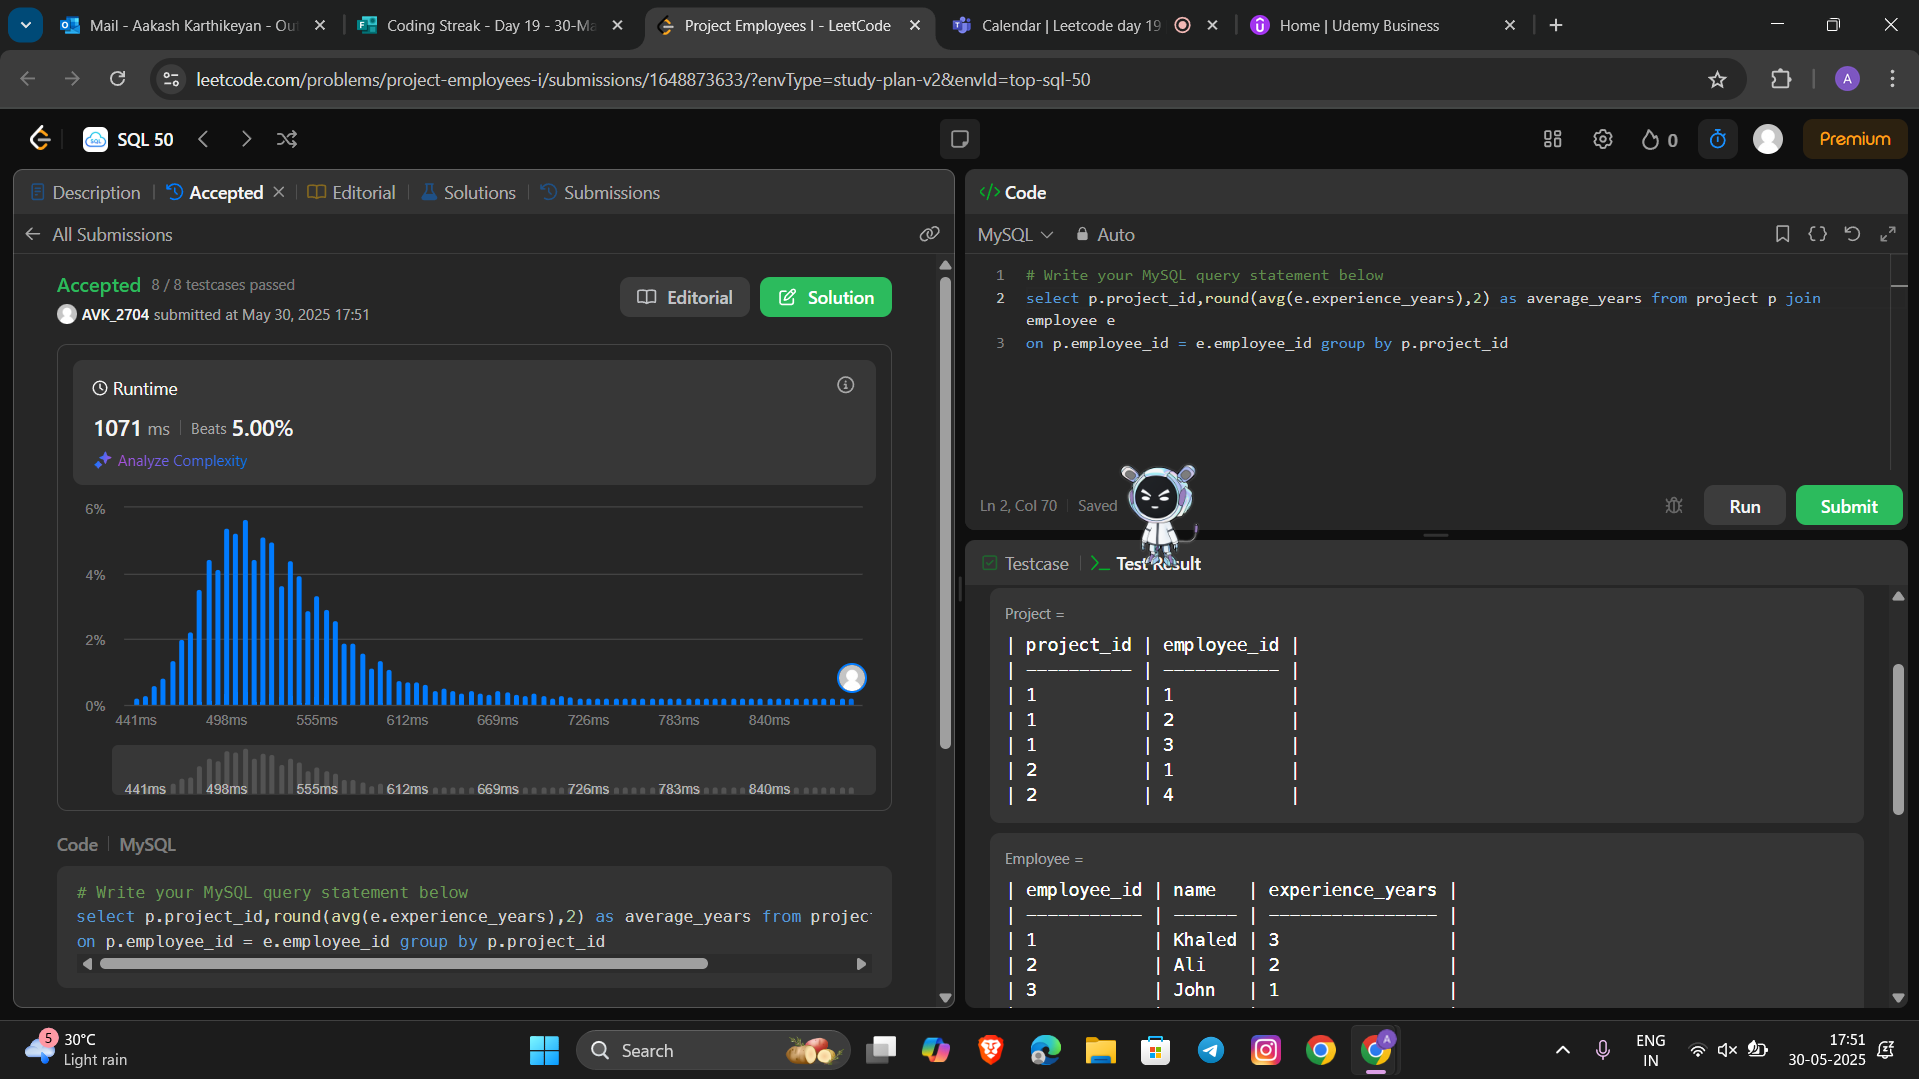 Mail - Aakash Karthikeyan - Out
Coding Streak - Day 19 - 30-Ma
Project Employees I - LeetCode
Calendar | Leetcode day 19
Home | Udemy Business
leetcode.com/problems/project-employees-i/submissions/1648873633/?envType=study-plan-v2&envId=top-sql-50
A
SQL 50
0
Premium
Description
Accepted
Editorial
Solutions
Submissions
All Submissions
Accepted 8 / 8 testcases passed
AVK_2704 submitted at May 30, 2025 17:51
Editorial
Solution
Runtime
1071 ms
Beats 5.00%
Analyze Complexity
6%
4%
2%
0%
441ms 498ms 555ms 612ms 669ms 726ms 783ms 840ms
441ms 498ms 555ms 612ms 669ms 726ms 783ms 840ms
Code
MySQL
# Write your MySQL query statement below
select p.project_id,round(avg(e.experience_years),2) as average_years from projec
on p.employee_id = e.employee_id group by p.project_id
</> Code
MySQL
Auto
1 # Write your MySQL query statement below
2 select p.project_id,round(avg(e.experience_years),2) as average_years from project p join
employee e
3 on p.employee_id = e.employee_id group by p.project_id
Ln 2, Col 70
Saved
Run
Submit
Testcase
>_ Test Result
Project =
| project_id | employee_id |
| ---------- | ----------- |
| 1 | 1 |
| 1 | 2 |
| 1 | 3 |
| 2 | 1 |
| 2 | 4 |
Employee =
| employee_id | name | experience_years |
| ----------- | ------ | ---------------- |
| 1 | Khaled | 3 |
| 2 | Ali | 2 |
| 3 | John | 1 |
5
30°C
Light rain
Search
A
ENG
IN
17:51
30-05-2025